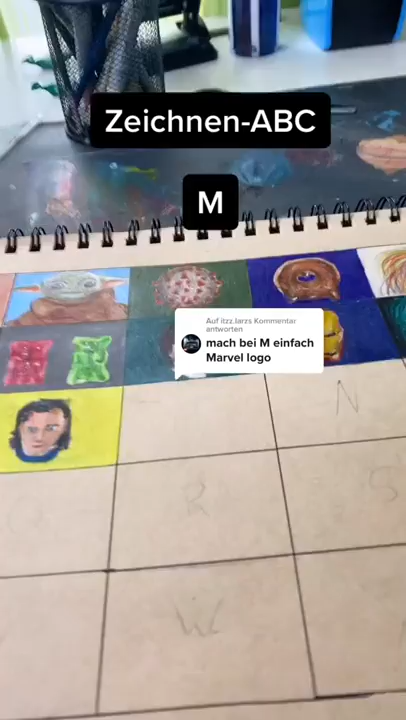 Zeichnen-ABC
M
Auf itzz.larzs Kommentar
antworten
mach bei M einfach
Marvel logo
N
R
S
W